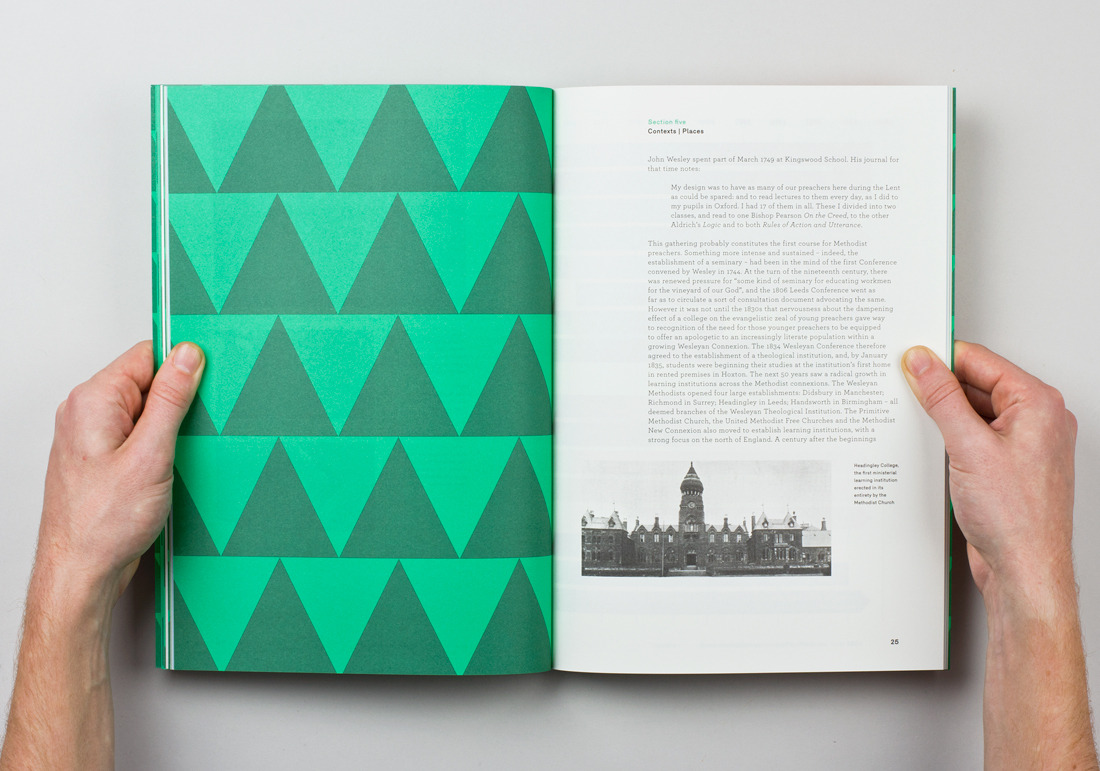 Section five
Contexts | Places
John Wesley spent part of March 1749 at Kingswood School. His journal for
that time notes:
My design was to have as many of our preachers here during the Lent
as could be spared: and to read lectures to them every day, as I did to
my pupils in Oxford. I had 17 of them in all. These I divided into two
classes, and read to one Bishop Pearson On the Creed, to the other
Aldrich's Logic and to both Rules of Action and Utterance.
This gathering probably constitutes the first course for Methodist
preachers. Something more intense and sustained – indeed, the
establishment of a seminary – had been in the mind of the first Conference
convened by Wesley in 1744. At the turn of the nineteenth century, there
was renewed pressure for "some kind of seminary for educating workmen
for the vineyard of our God", and the 1806 Leeds Conference went as
far as to circulate a sort of consultation document advocating the same.
However it was not until the 1830s that nervousness about the dampening
effect of a college on the evangelistic zeal of young preachers gave way
to recognition of the need for those younger preachers to be equipped
to offer an apologetic to an increasingly literate population within a
growing Wesleyan Connexion. The 1834 Wesleyan Conference therefore
agreed to the establishment of a theological institution, and, by January
1835, students were beginning their studies at the institution's first home
in rented premises in Hoxton. The next 50 years saw a radical growth in
learning institutions across the Methodist connexions. The Wesleyan
Methodists opened four large establishments: Didsbury in Manchester;
Richmond in Surrey; Headingley in Leeds; Handsworth in Birmingham – all
deemed branches of the Wesleyan Theological Institution. The Primitive
Methodist Church, the United Methodist Free Churches and the Methodist
New Connexion also moved to establish learning institutions, with a
strong focus on the north of England. A century after the beginnings
Headingley College,
the first ministerial
learning institution
erected in its
entirety by the
Methodist Church
25